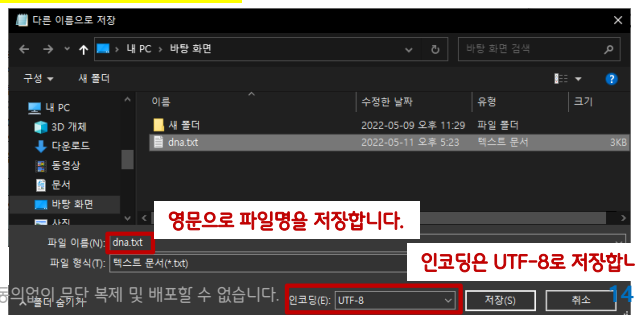 다른 이름으로 저장
내 PC > 바탕 화면
바탕 화면 검색
구성
새 폴더
이름
수정한 날짜
유형
크기
내 PC
3D 개체
다운로드
동영상
문서
바탕 화면
사진
새 폴더
2022-05-09 오후 11:29
파일 폴더
dna.txt
2022-05-11 오후 5:23
텍스트 문서
3KB
영문으로 파일명을 저장합니다.
파일 이름(N): dna.txt
파일 형식(T): 텍스트 문서(*.txt)
인코딩은 UTF-8로 저장합니
무단 복제 및 배포할 수 없습니다.
폴더 숨기기
인코딩(E): UTF-8
저장(S)
취소
14